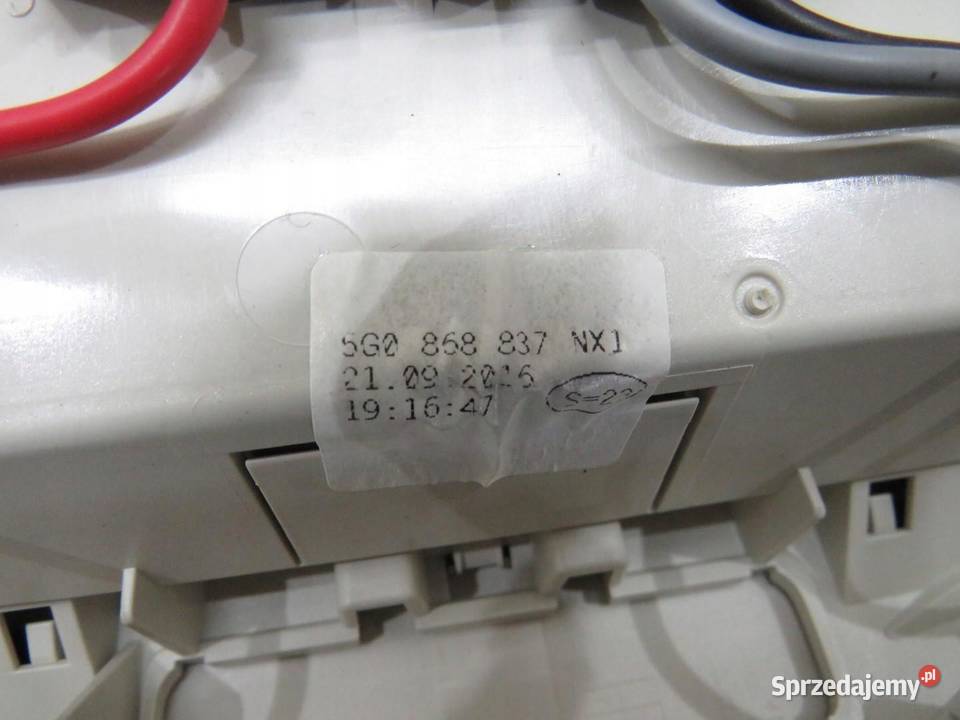 5G0 868 837 NX1
21.09.2016
19:16:47
Sprzedajemy.pl